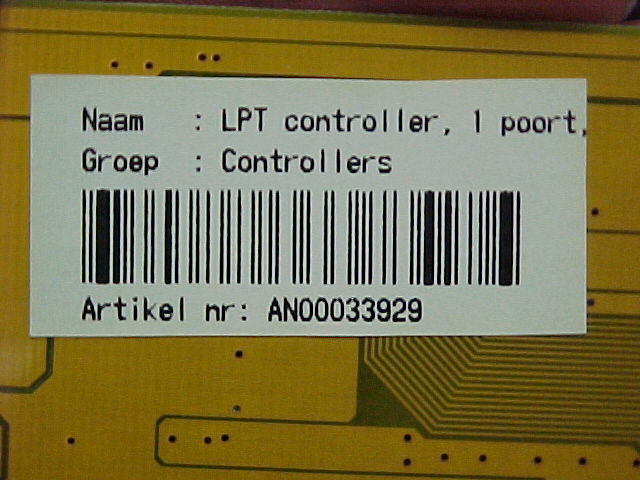 Naam : LPT controller, 1 poort,
Groep : Controllers
Artikel nr: AN00033929